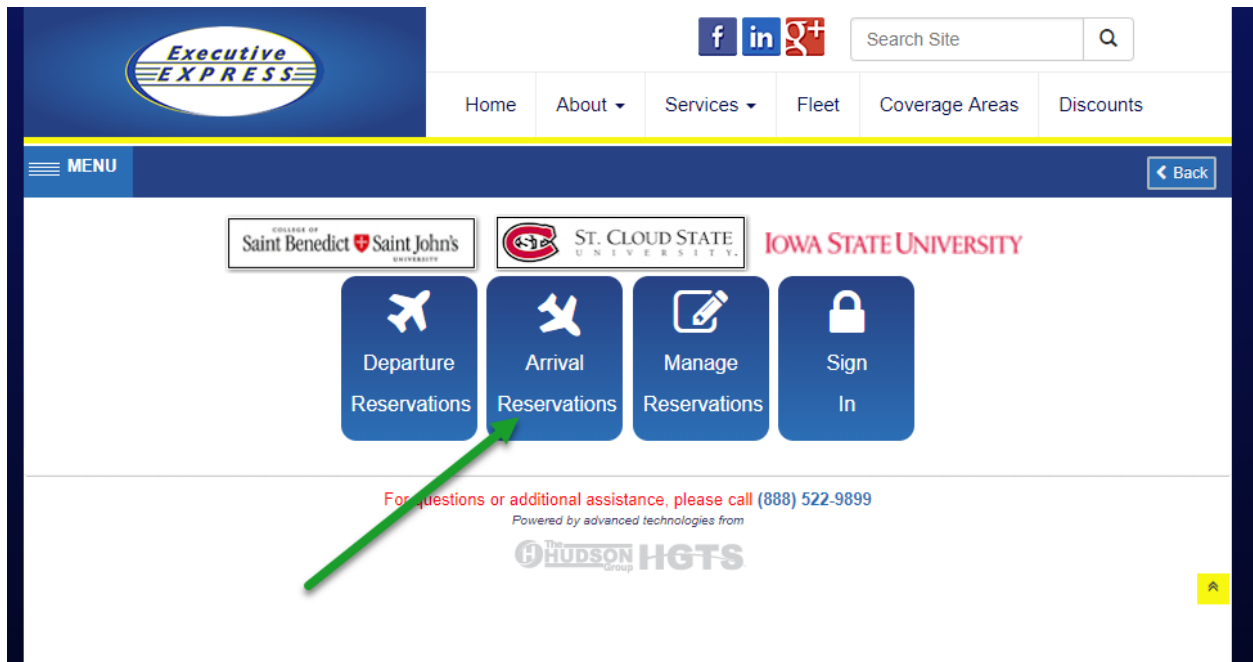 Executive
EXPRESS
f in g+ Search Site
Home About Services Fleet Coverage Areas Discounts
MENU Back
COLLEGE OF
Saint Benedict Saint John's
UNIVERSITY
ST. CLOUD STATE
UNIVERSITY.
IOWA STATE UNIVERSITY
Departure
Reservations
Arrival
Reservations
Manage
Reservations
Sign
In
For questions or additional assistance, please call (888) 522-9899
Powered by advanced technologies from
The
HUDSON
Group
HGTS